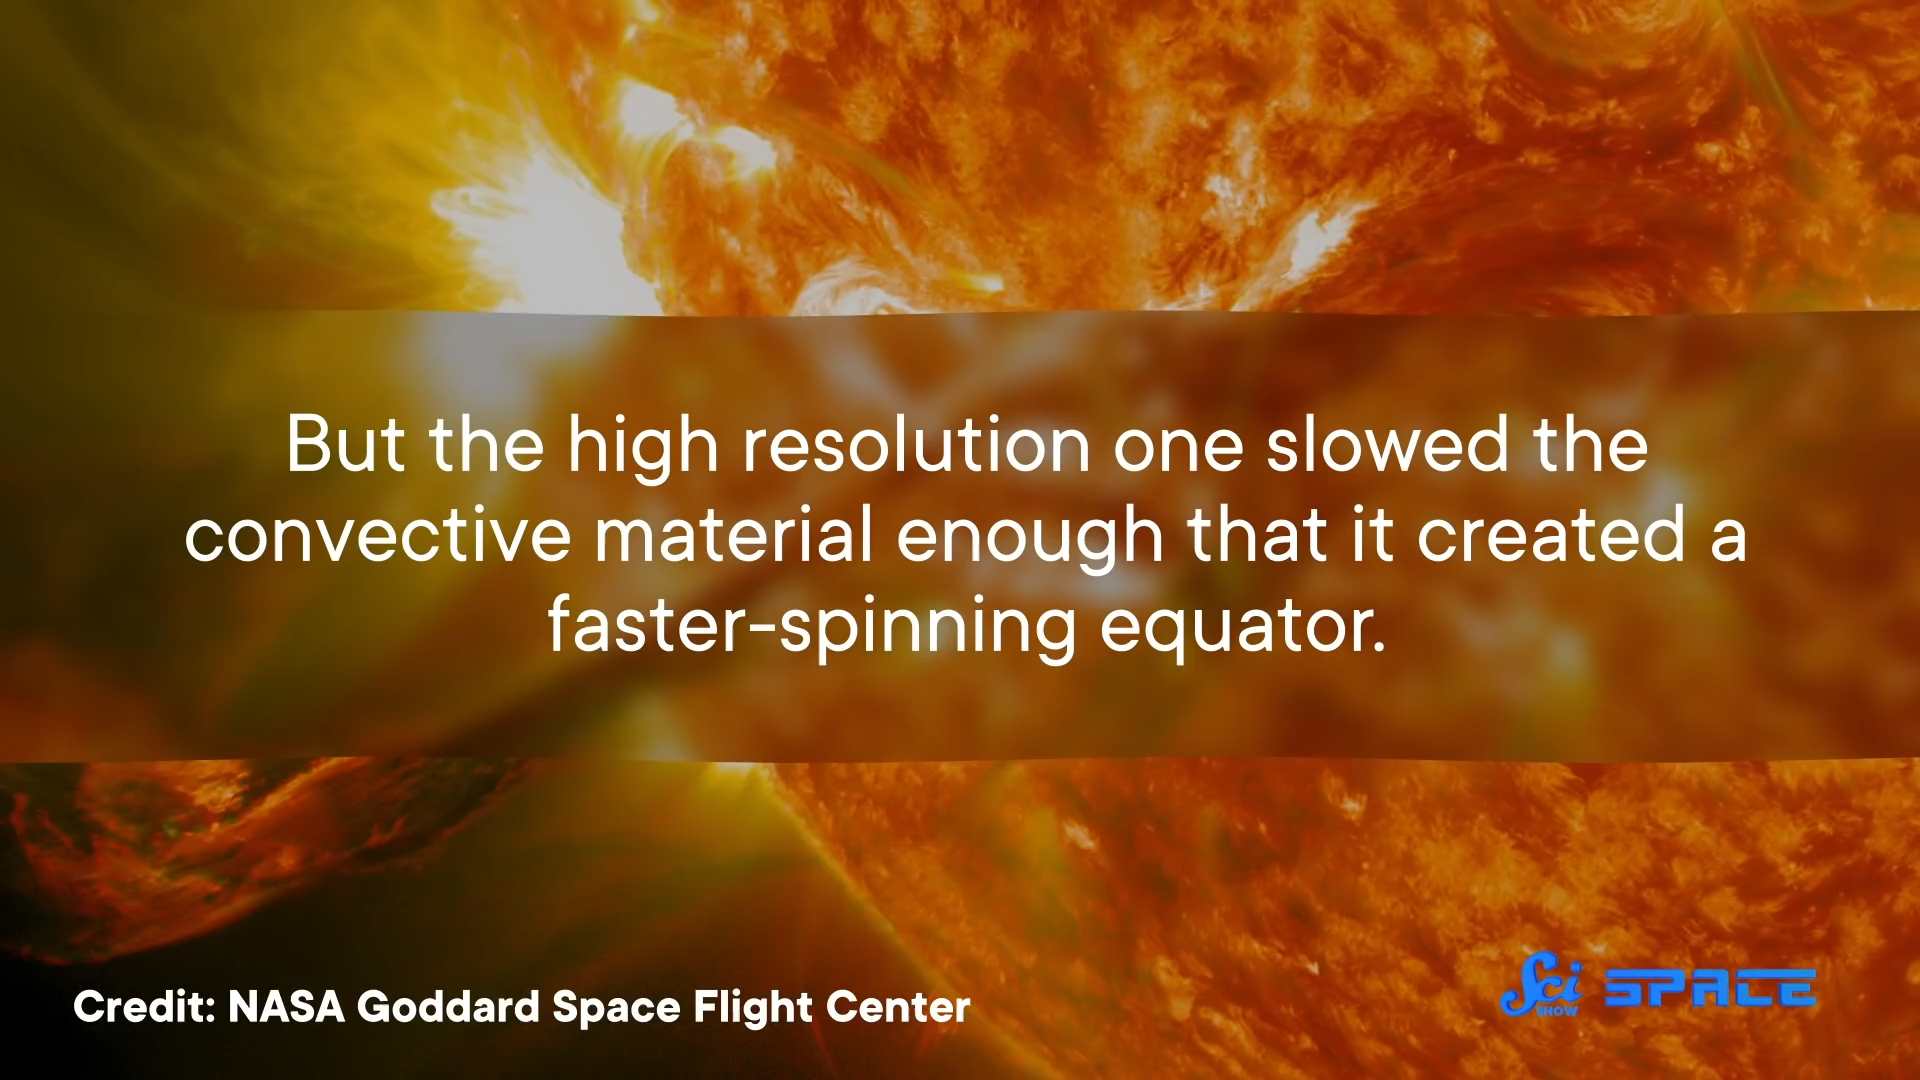 But the high resolution one slowed the
convective material enough that it created a
faster-spinning equator.
Credit: NASA Goddard Space Flight Center
Sci SHOW SPACE